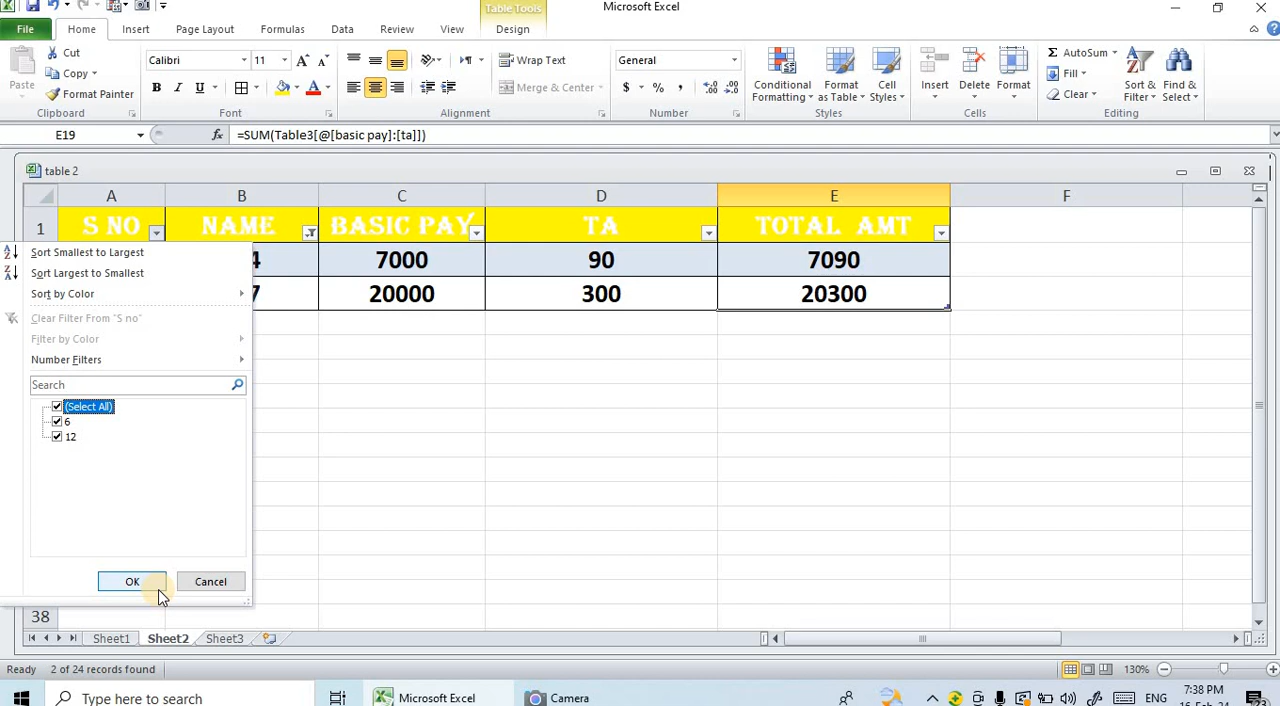 Table Tools
Microsoft Excel
File
Home
Insert
Page Layout
Formulas
Data
Review
View
Design
Cut
Copy
Format Painter
Paste
Clipboard
Calibri
11
B I U
Font
Wrap Text
Merge & Center
Alignment
General
$ % ,
Number
Conditional Formatting
Format as Table
Cell Styles
Styles
Insert
Delete
Format
Cells
Σ AutoSum
Fill
Clear
Sort & Filter
Find & Select
Editing
E19
fx
=SUM(Table3[@[basic pay]:[ta]])
table 2
A B C D E F
1
S NO NAME BASIC PAY TA TOTAL AMT
4 7000 90 7090
7 20000 300 20300
Sort Smallest to Largest
Sort Largest to Smallest
Sort by Color
Clear Filter From "S no"
Filter by Color
Number Filters
Search
(Select All)
6
12
OK
Cancel
38
Sheet1
Sheet2
Sheet3
Ready
2 of 24 records found
130%
Type here to search
Microsoft Excel
Camera
ENG
7:38 PM